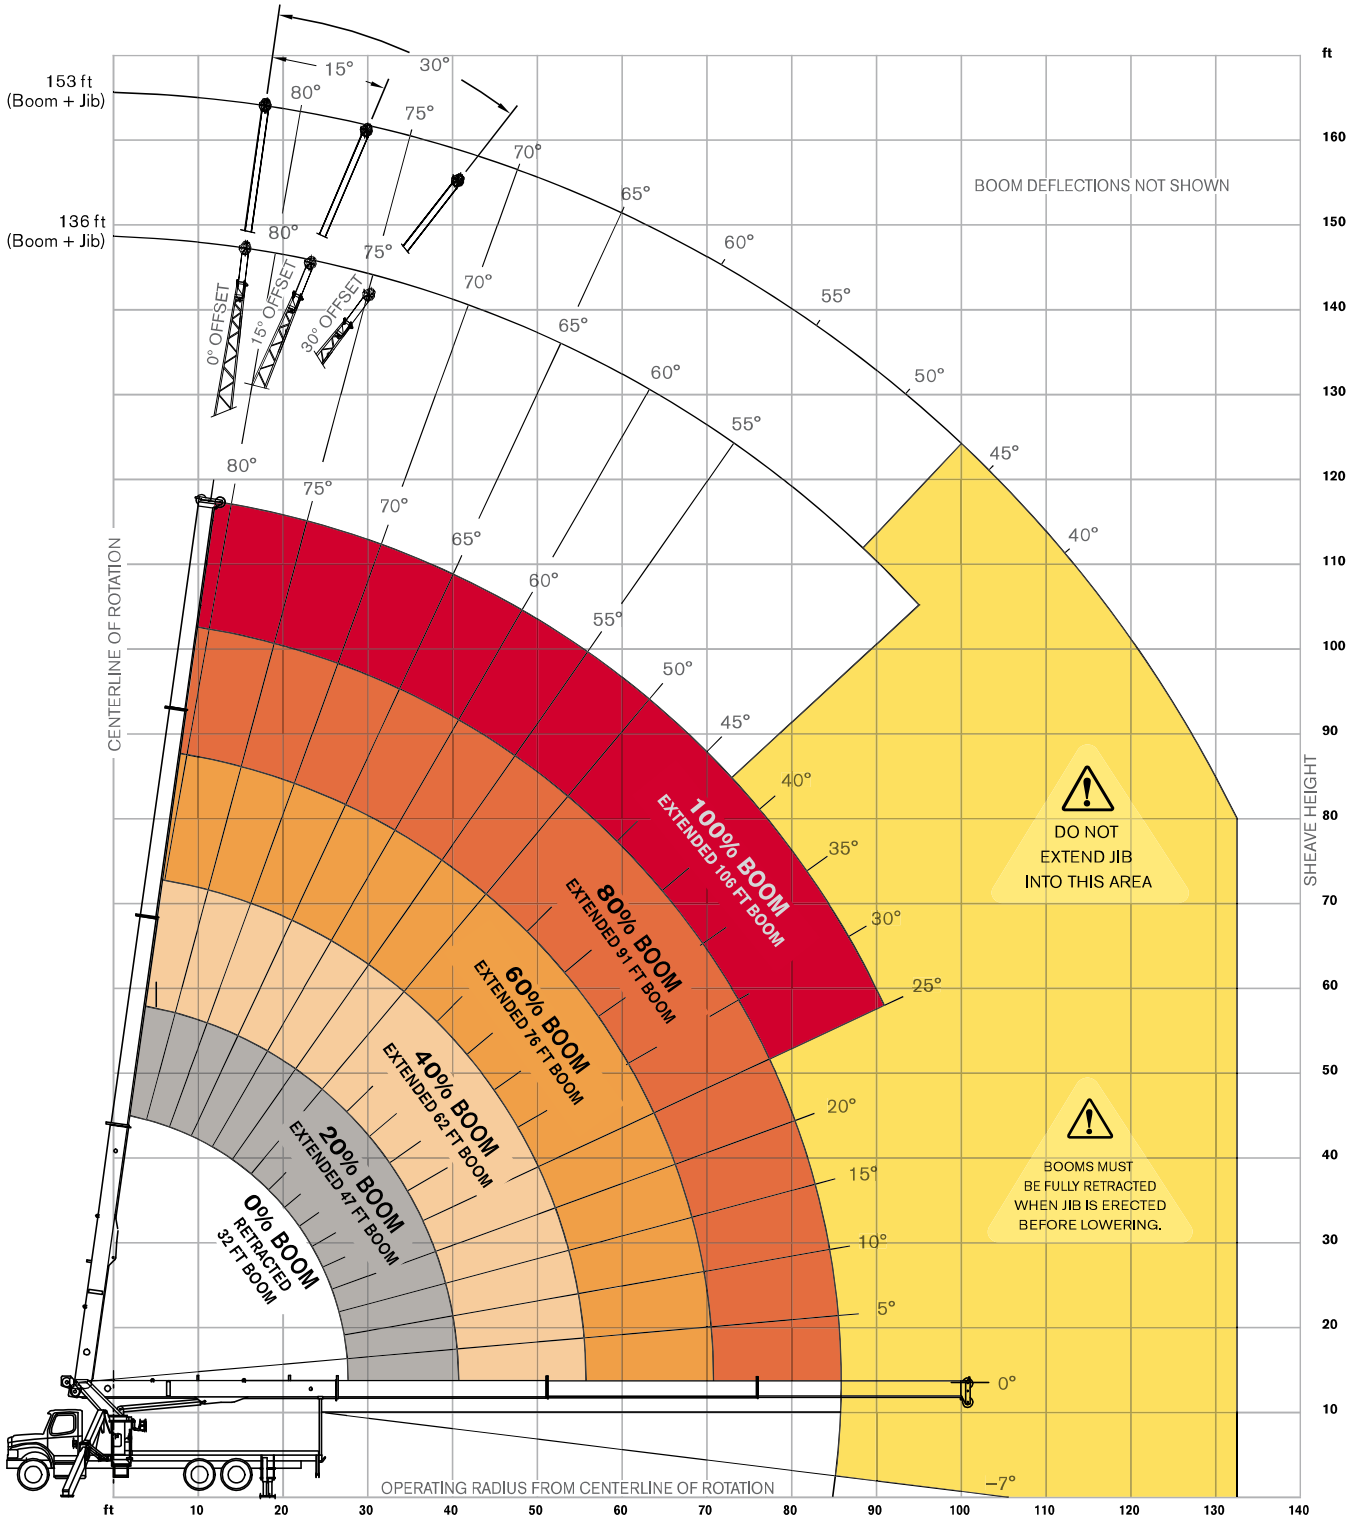 ft
15°
30°
153 ft
(Boom + Jib)
80°
75°
160
70°
BOOM DEFLECTIONS NOT SHOWN
65°
136 ft
(Boom + Jib)
150
80°
75°
60°
70°
55°
140
0° OFFSET
15° OFFSET
30° OFFSET
65°
60°
50°
130
55°
45°
120
80°
75°
70°
65°
60°
55°
50°
45°
40°
35°
30°
25°
20°
15°
10°
5°
0°
–7°
40°
110
CENTERLINE OF ROTATION
100
90
SHEAVE HEIGHT
80
70
60
50
40
30
20
10
DO NOT
EXTEND JIB
INTO THIS AREA
100% BOOM
EXTENDED 106 FT BOOM
80% BOOM
EXTENDED 91 FT BOOM
60% BOOM
EXTENDED 76 FT BOOM
40% BOOM
EXTENDED 62 FT BOOM
20% BOOM
EXTENDED 47 FT BOOM
0% BOOM
RETRACTED
32 FT BOOM
BOOMS MUST
BE FULLY RETRACTED
WHEN JIB IS ERECTED
BEFORE LOWERING.
OPERATING RADIUS FROM CENTERLINE OF ROTATION
ft 10 20 30 40 50 60 70 80 90 100 110 120 130 140